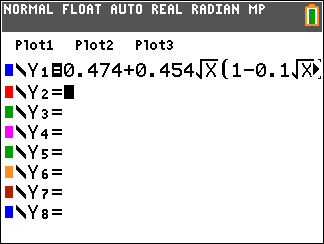 NORMAL FLOAT AUTO REAL RADIAN MP
Plot1 Plot2 Plot3
\Y1=0.474+0.454√X(1-0.1√X
\Y2=
\Y3=
\Y4=
\Y5=
\Y6=
\Y7=
\Y8=